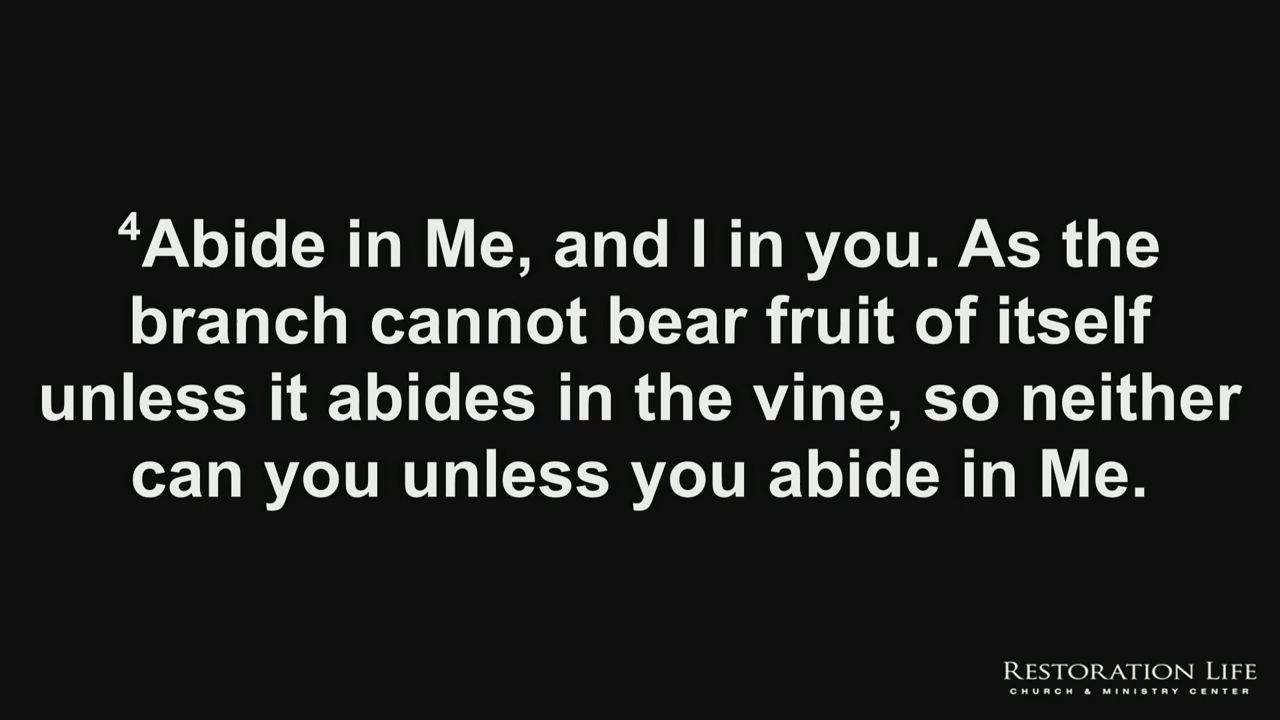 ⁴Abide in Me, and I in you. As the
branch cannot bear fruit of itself
unless it abides in the vine, so neither
can you unless you abide in Me.
RESTORATION LIFE
CHURCH & MINISTRY CENTER